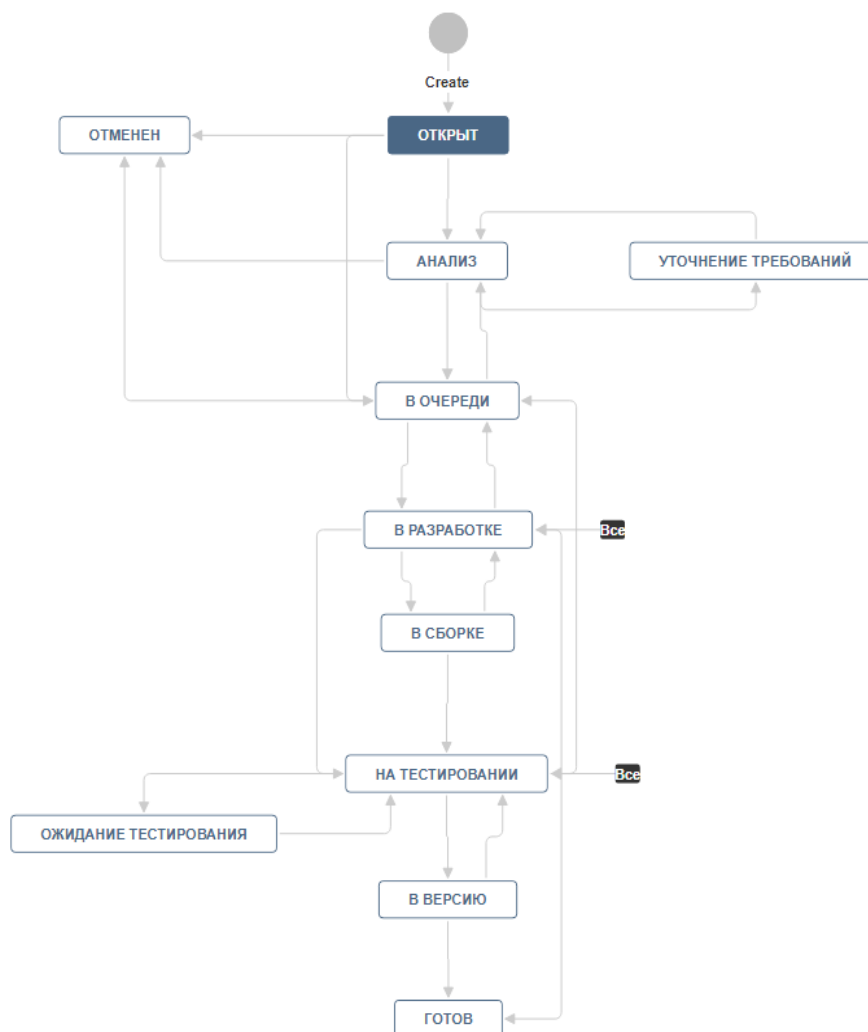 Create
ОТМЕНЕН
ОТКРЫТ
АНАЛИЗ
УТОЧНЕНИЕ ТРЕБОВАНИЙ
В ОЧЕРЕДИ
В РАЗРАБОТКЕ
Все
В СБОРКЕ
НА ТЕСТИРОВАНИИ
Все
ОЖИДАНИЕ ТЕСТИРОВАНИЯ
В ВЕРСИЮ
ГОТОВ